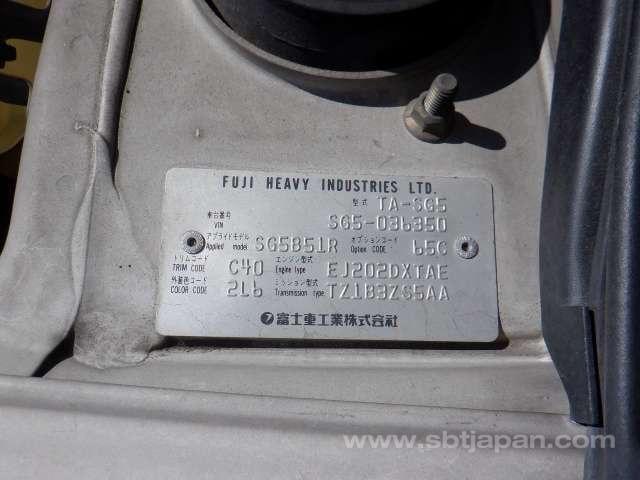 FUJI HEAVY INDUSTRIES LTD.
型式 TA-SG5
車台番号 VIN SG5-036350
アプライドモデル Applied model SG5851R オプションコード Option CODE 65C
トリムコード TRIM CODE C40 エンジン型式 Engine type EJ202DXTAE
外装色コード COLOR CODE 2L6 ミッション型式 Transmission type TZ1B3ZS5AA
富士重工業株式会社
www.sbtjapan.com